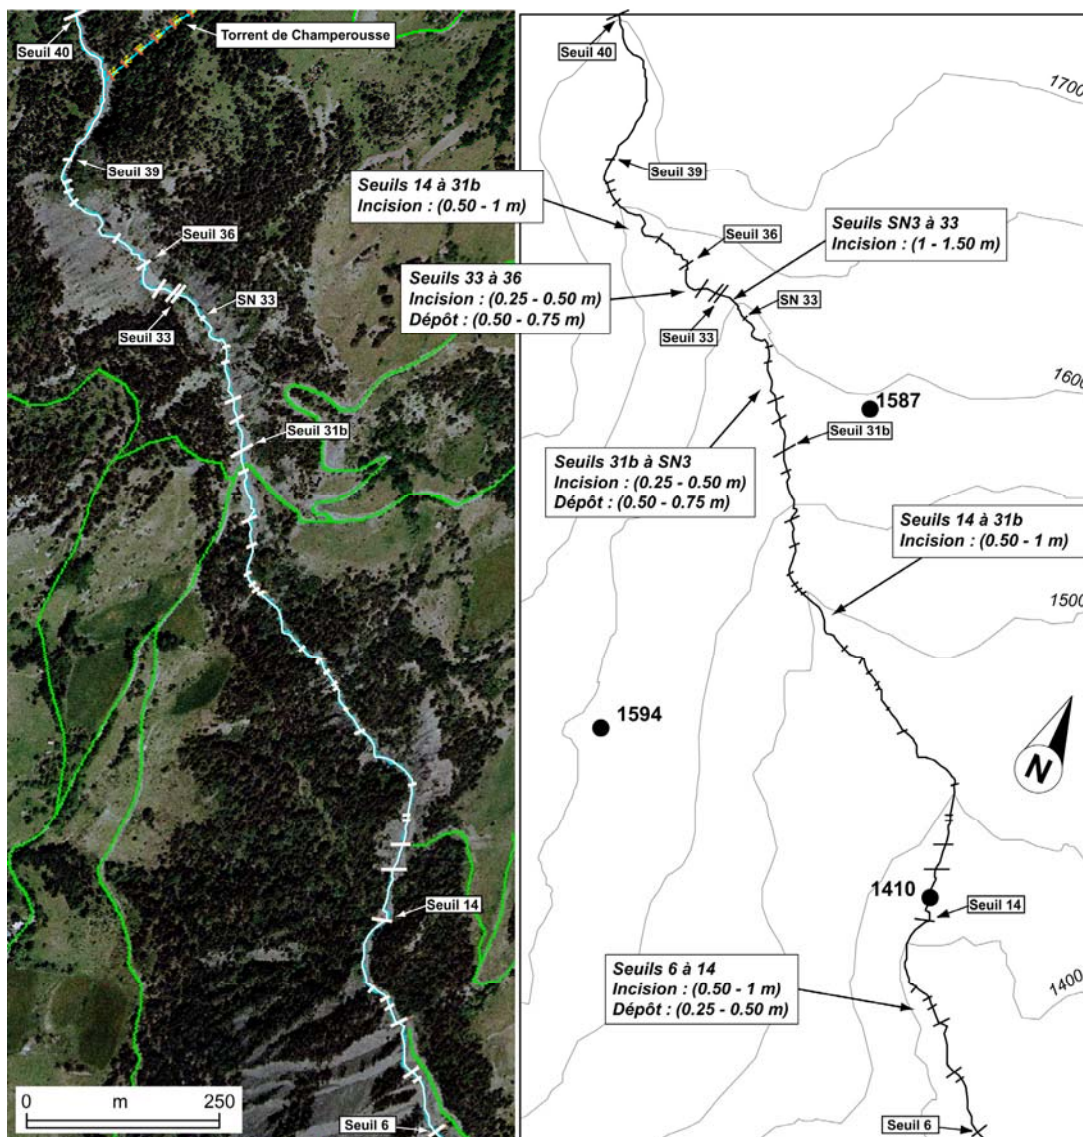 Torrent de Champerousse
Seuil 40
Seuil 39
Seuil 36
SN 33
Seuil 33
Seuil 31b
Seuil 14
Seuil 6
0 m 250
Seuil 40
1700
Seuil 39
Seuils 14 à 31b
Incision : (0.50 - 1 m)
Seuils SN3 à 33
Incision : (1 - 1.50 m)
Seuil 36
Seuils 33 à 36
Incision : (0.25 - 0.50 m)
Dépôt : (0.50 - 0.75 m)
SN 33
Seuil 33
1600
1587
Seuil 31b
Seuils 31b à SN3
Incision : (0.25 - 0.50 m)
Dépôt : (0.50 - 0.75 m)
Seuils 14 à 31b
Incision : (0.50 - 1 m)
1500
1594
N
1410
Seuil 14
Seuils 6 à 14
Incision : (0.50 - 1 m)
Dépôt : (0.25 - 0.50 m)
1400
Seuil 6